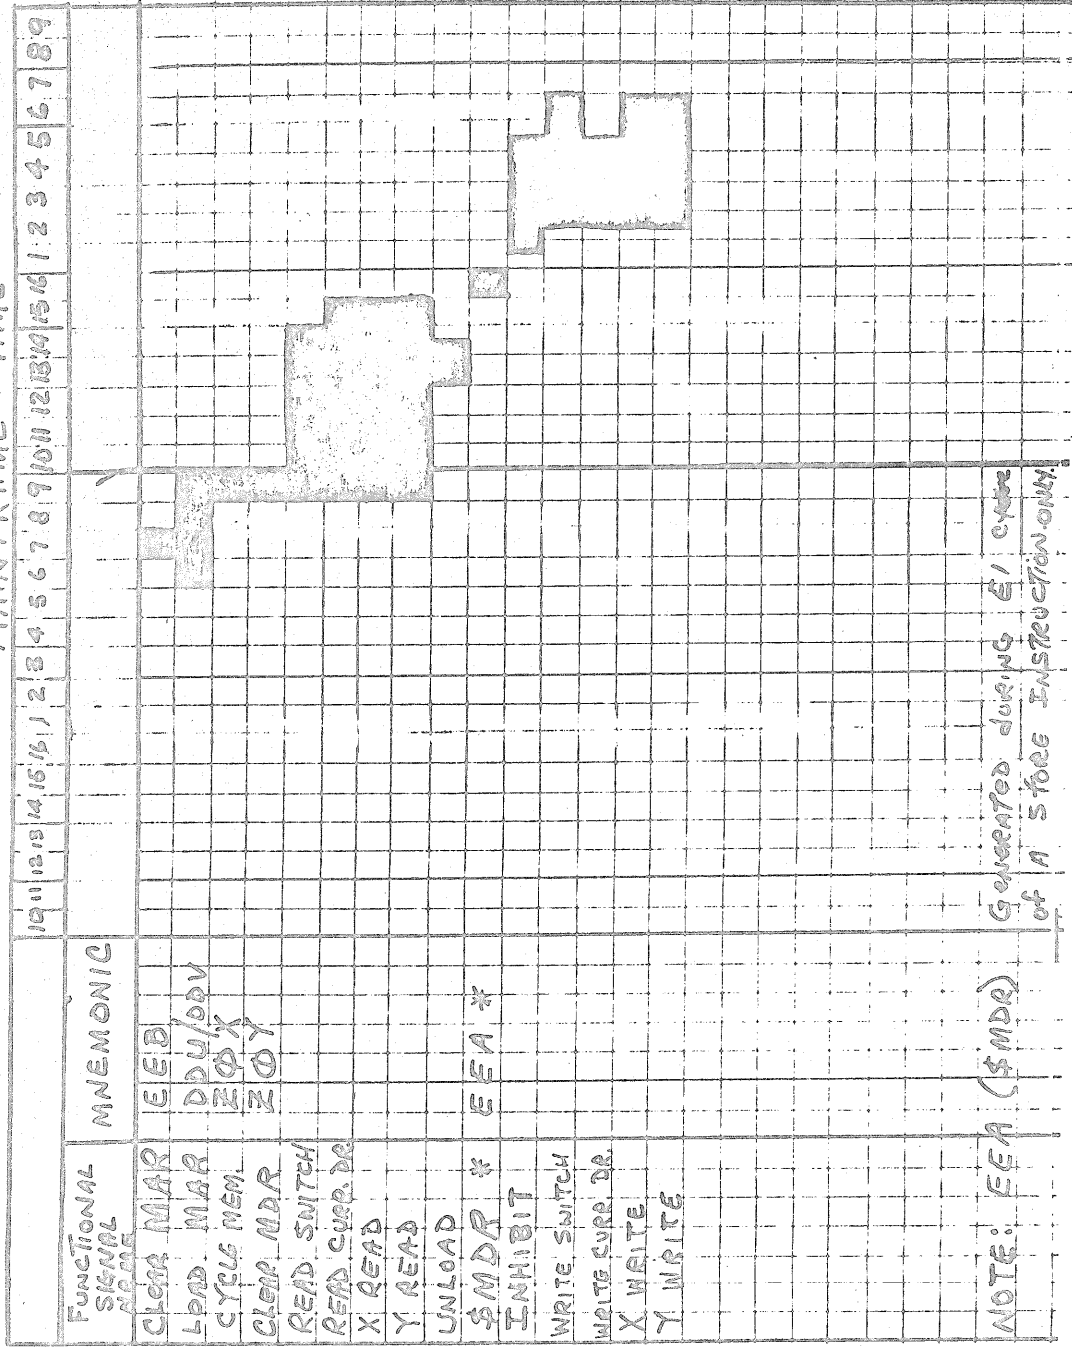 10 11 12 13 14 15 16 1 2 3 4 5 6 7 8 9 10 11 12 13 14 15 16 1 2 3 4 5 6 7 8 9
FUNCTIONAL SIGNAL NAME MNEMONIC
CLEAR MAR EEB
LOAD MAR DDU/DDV
CYCLE MEM. ZØX
CLEAR MDR ZØY
READ SWITCH
READ CURR. DR.
X READ
Y READ
UNLOAD
$MDR * EEA *
INHIBIT
WRITE SWITCH
WRITE CURR. DR.
X WRITE
Y WRITE
NOTE: EEA ($MDR) GENERATED dURING E1 CYCLE
of A STORE INSTRUCTION ONLY.